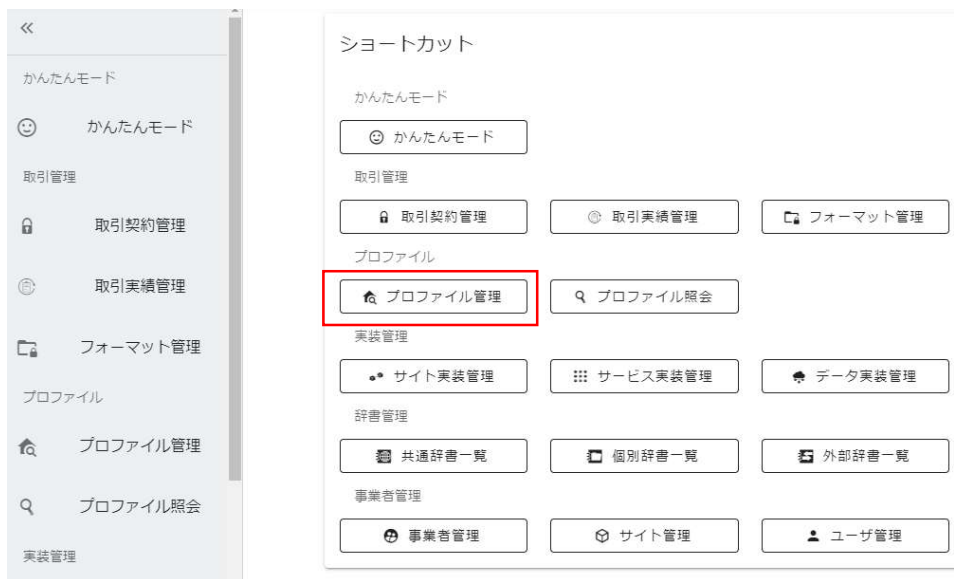 かんたんモード
かんたんモード
取引管理
取引契約管理
取引実績管理
フォーマット管理
プロファイル
プロファイル管理
プロファイル照会
実装管理
ショートカット
かんたんモード
かんたんモード
取引管理
取引契約管理 取引実績管理 フォーマット管理
プロファイル
プロファイル管理 プロファイル照会
実装管理
サイト実装管理 サービス実装管理 データ実装管理
辞書管理
共通辞書一覧 個別辞書一覧 外部辞書一覧
事業者管理
事業者管理 サイト管理 ユーザ管理